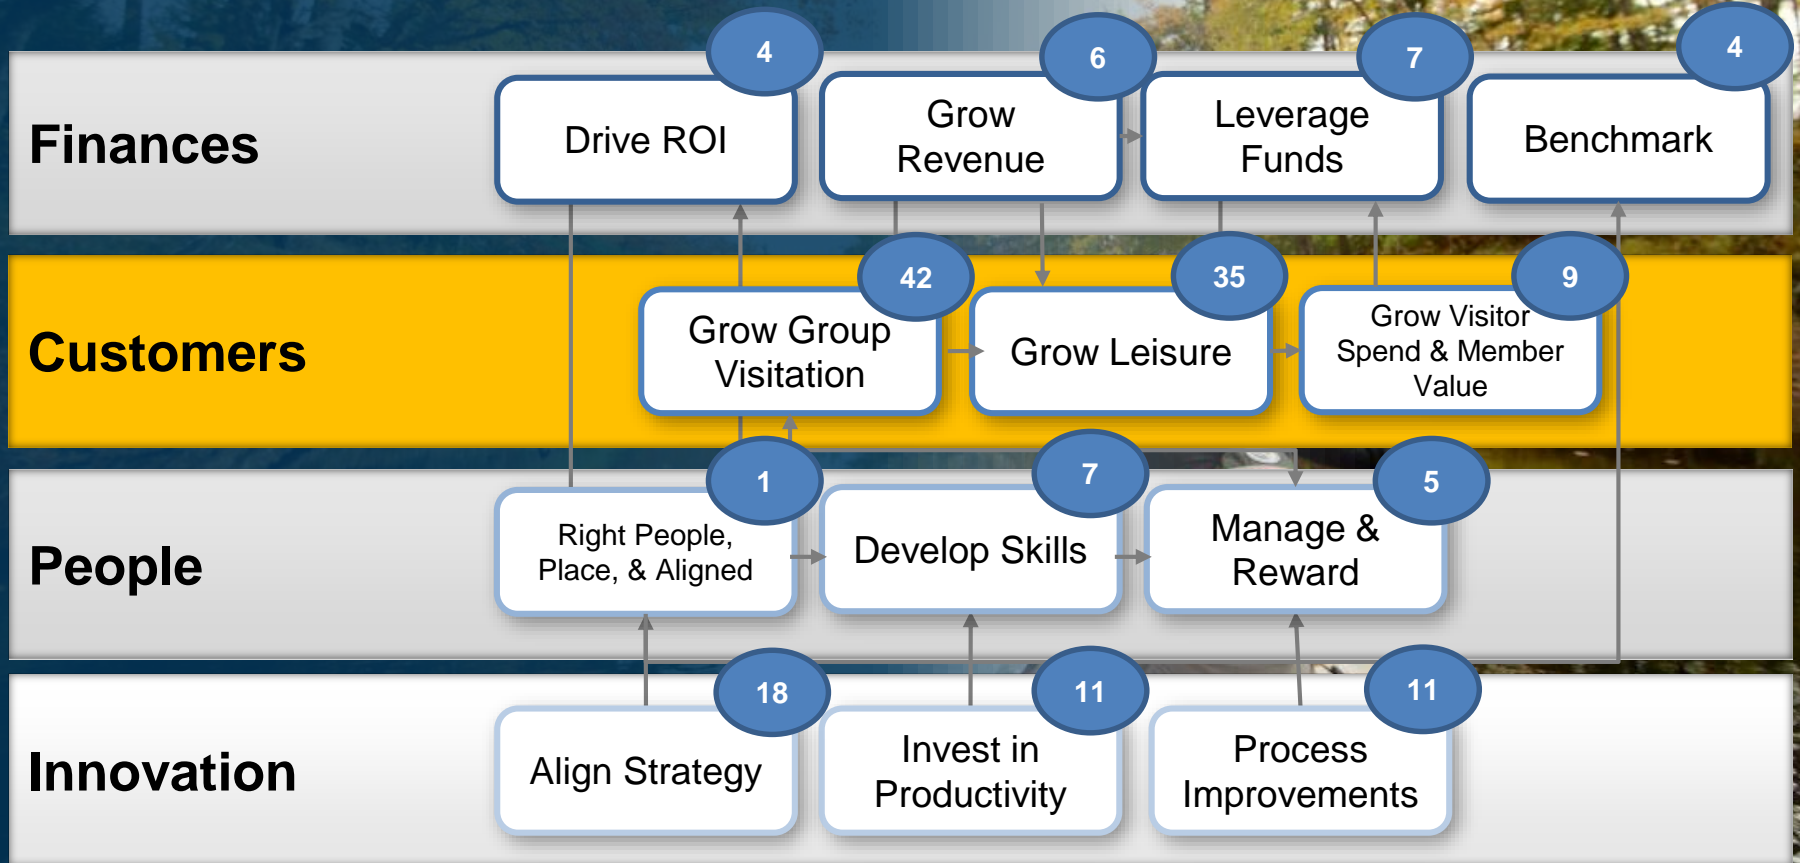 4
6
7
4
Finances
Drive ROI
Grow
Revenue
Leverage
Funds
Benchmark
42
35
9
Customers
Grow Group
Visitation
Grow Leisure
Grow Visitor
Spend & Member
Value
1
7
5
People
Right People,
Place, & Aligned
Develop Skills
Manage &
Reward
18
11
11
Innovation
Align Strategy
Invest in
Productivity
Process
Improvements